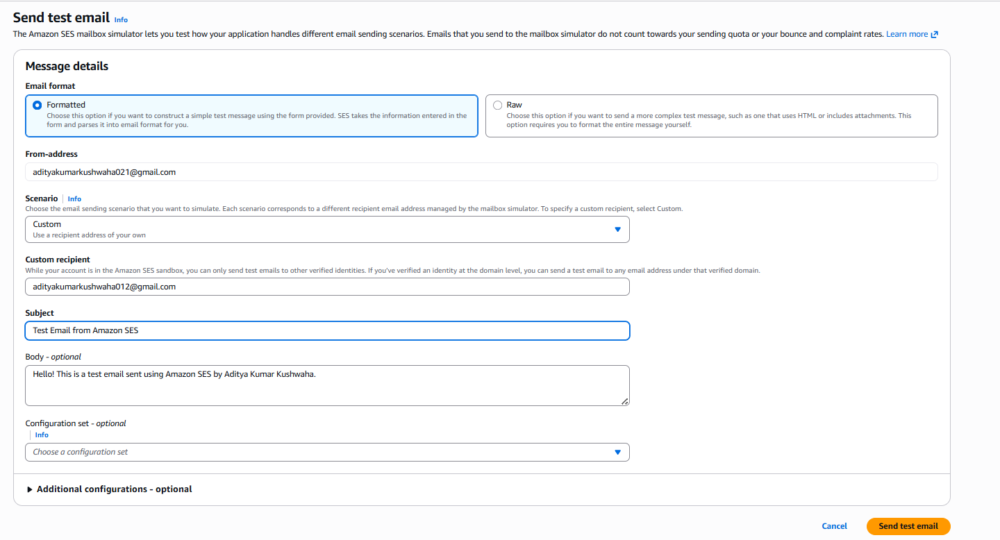 Send test email Info
The Amazon SES mailbox simulator lets you test how your application handles different email sending scenarios. Emails that you send to the mailbox simulator do not count towards your sending quota or your bounce and complaint rates. Learn more
Message details
Email format
Formatted
Choose this option if you want to construct a simple test message using the form provided. SES takes the information entered in the
form and parses it into email format for you.
Raw
Choose this option if you want to send a more complex test message, such as one that uses HTML or includes attachments. This
option requires you to format the entire message yourself.
From-address
adityakumarkushwaha021@gmail.com
Scenario Info
Choose the email sending scenario that you want to simulate. Each scenario corresponds to a different recipient email address managed by the mailbox simulator. To specify a custom recipient, select Custom.
Custom
Use a recipient address of your own
Custom recipient
While your account is in the Amazon SES sandbox, you can only send test emails to other verified identities. If you've verified an identity at the domain level, you can send a test email to any email address under that verified domain.
adityakumarkushwaha012@gmail.com
Subject
Test Email from Amazon SES
Body - optional
Hello! This is a test email sent using Amazon SES by Aditya Kumar Kushwaha.
Configuration set - optional
Info
Choose a configuration set
Additional configurations - optional
Cancel
Send test email